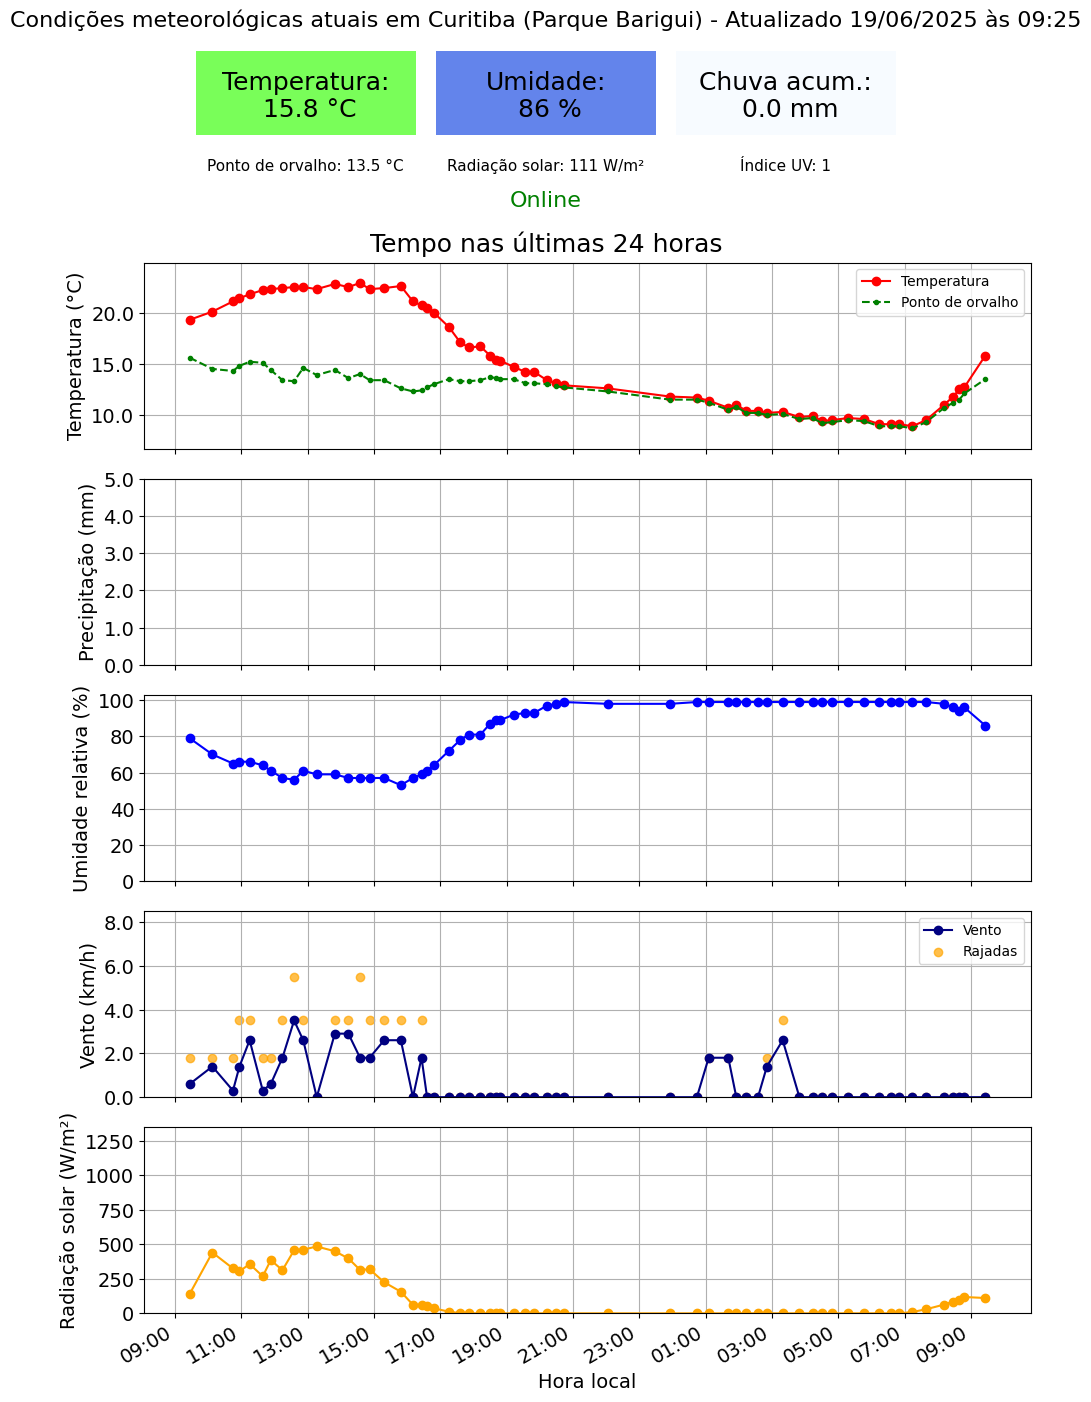 Condições meteorológicas atuais em Curitiba (Parque Barigui) - Atualizado 19/06/2025 às 09:25
Temperatura:
15.8 °C
Umidade:
86 %
Chuva acum.:
0.0 mm
Ponto de orvalho: 13.5 °C
Radiação solar: 111 W/m²
Índice UV: 1
Online
Tempo nas últimas 24 horas
Temperatura (°C)
20.0
15.0
10.0
Temperatura
Ponto de orvalho
Precipitação (mm)
5.0
4.0
3.0
2.0
1.0
0.0
Umidade relativa (%)
100
80
60
40
20
0
Vento (km/h)
8.0
6.0
4.0
2.0
0.0
Vento
Rajadas
Radiação solar (W/m²)
1250
1000
750
500
250
0
09:00
11:00
13:00
15:00
17:00
19:00
21:00
23:00
01:00
03:00
05:00
07:00
09:00
Hora local